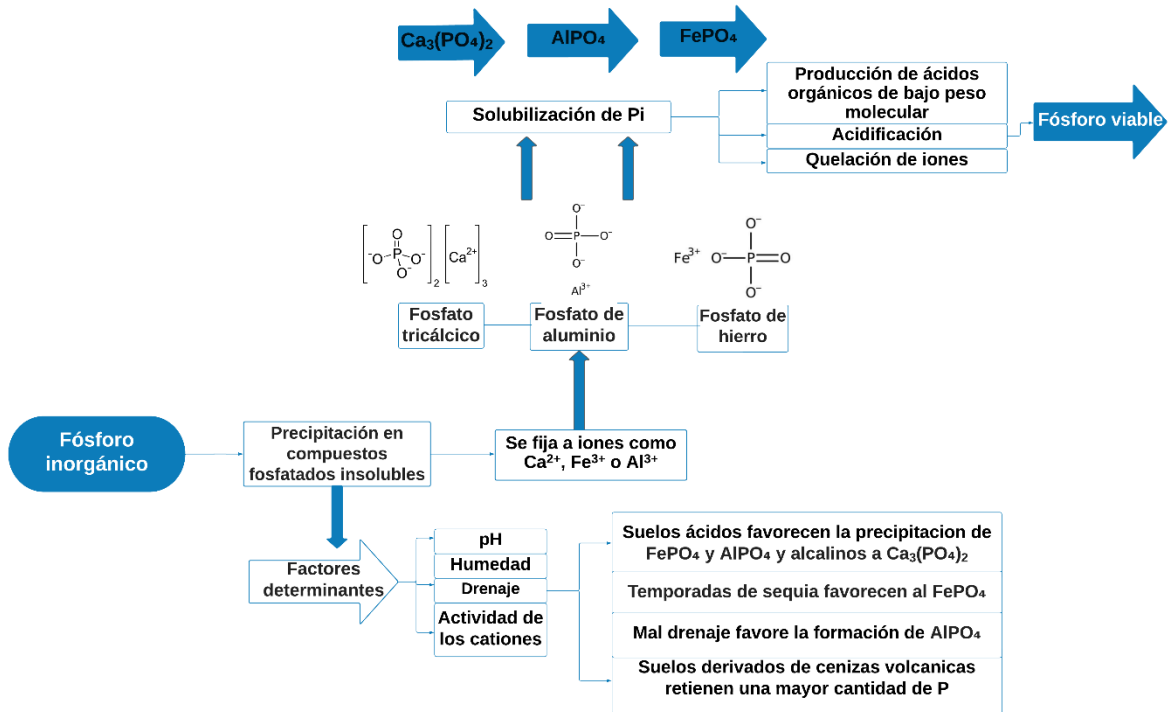 Ca₃(PO₄)₂
AlPO₄
FePO₄
Solubilización de Pi
Producción de ácidos
orgánicos de bajo peso
molecular
Acidificación
Quelación de iones
Fósforo viable
O
⁻O P O⁻
O⁻
2
Ca²⁺
3
O⁻
O P O⁻
O⁻
Al³⁺
O⁻
Fe³⁺ O⁻ P O
O⁻
Fosfato
tricálcico
Fosfato de
aluminio
Fosfato de
hierro
Fósforo
inorgánico
Precipitación en
compuestos
fosfatados insolubles
Se fija a iones como
Ca²⁺, Fe³⁺ o Al³⁺
Factores
determinantes
pH
Humedad
Drenaje
Actividad de
los cationes
Suelos ácidos favorecen la precipitacion de
FePO₄ y AlPO₄ y alcalinos a Ca₃(PO₄)₂
Temporadas de sequia favorecen al FePO₄
Mal drenaje favore la formación de AlPO₄
Suelos derivados de cenizas volcanicas
retienen una mayor cantidad de P